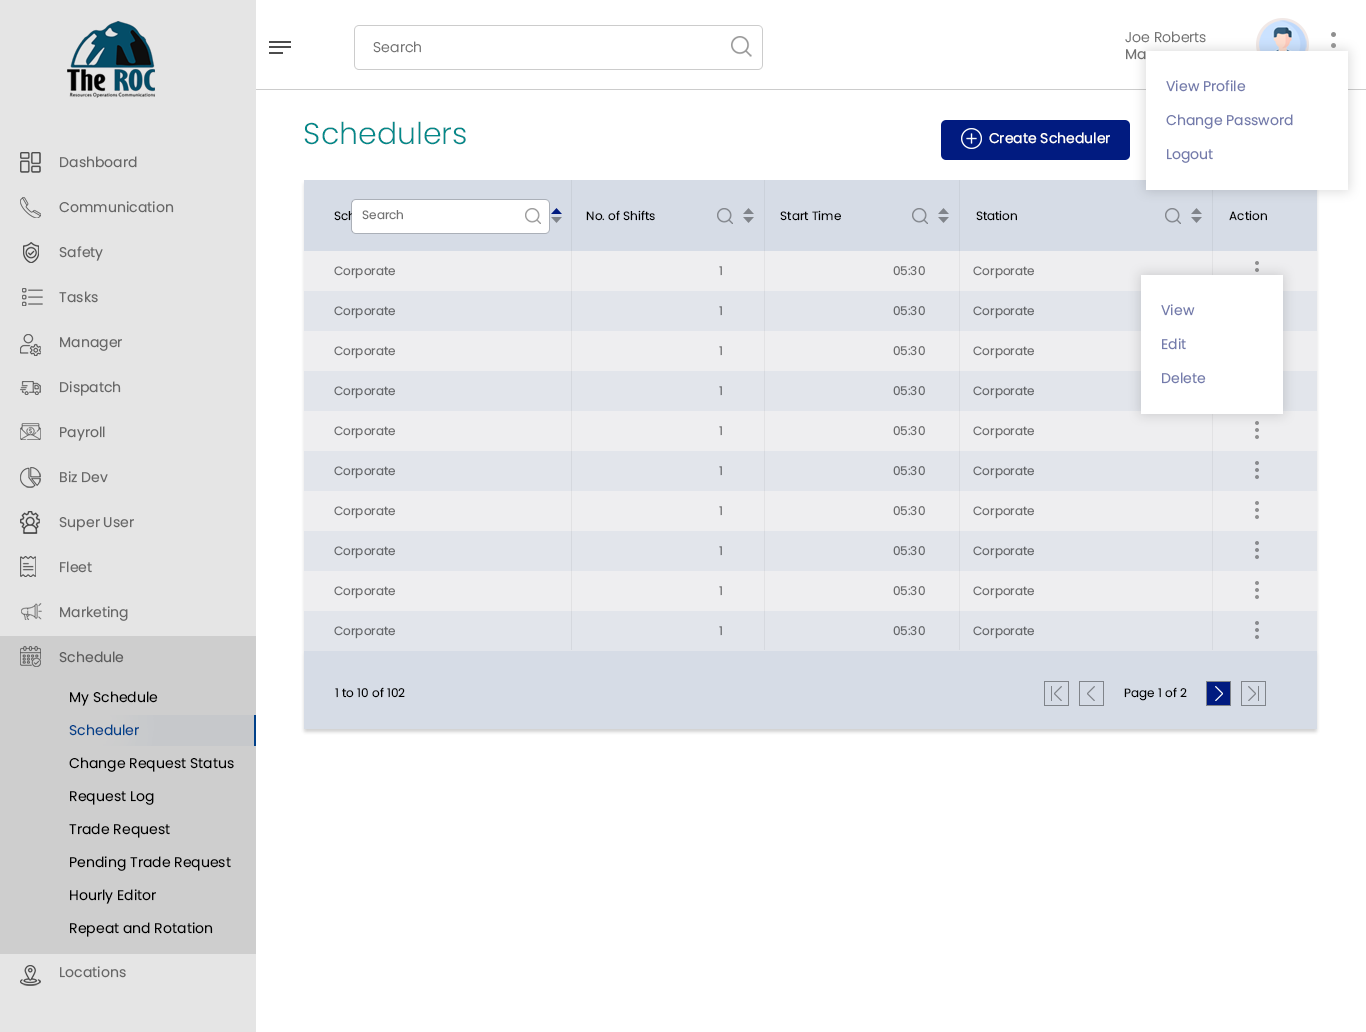 The ROC
Resources Operations Communications
Search
Joe Roberts
View Profile
Change Password
Logout
Dashboard
Communication
Safety
Tasks
Manager
Dispatch
Payroll
Biz Dev
Super User
Fleet
Marketing
Schedule
My Schedule
Scheduler
Change Request Status
Request Log
Trade Request
Pending Trade Request
Hourly Editor
Repeat and Rotation
Locations
Schedulers
Create Scheduler
Search No. of Shifts Start Time Station Action
Corporate 1 05:30 Corporate
Corporate 1 05:30 Corporate
Corporate 1 05:30 Corporate
Corporate 1 05:30 Corporate
Corporate 1 05:30 Corporate
Corporate 1 05:30 Corporate
Corporate 1 05:30 Corporate
Corporate 1 05:30 Corporate
Corporate 1 05:30 Corporate
Corporate 1 05:30 Corporate
View
Edit
Delete
1 to 10 of 102 Page 1 of 2